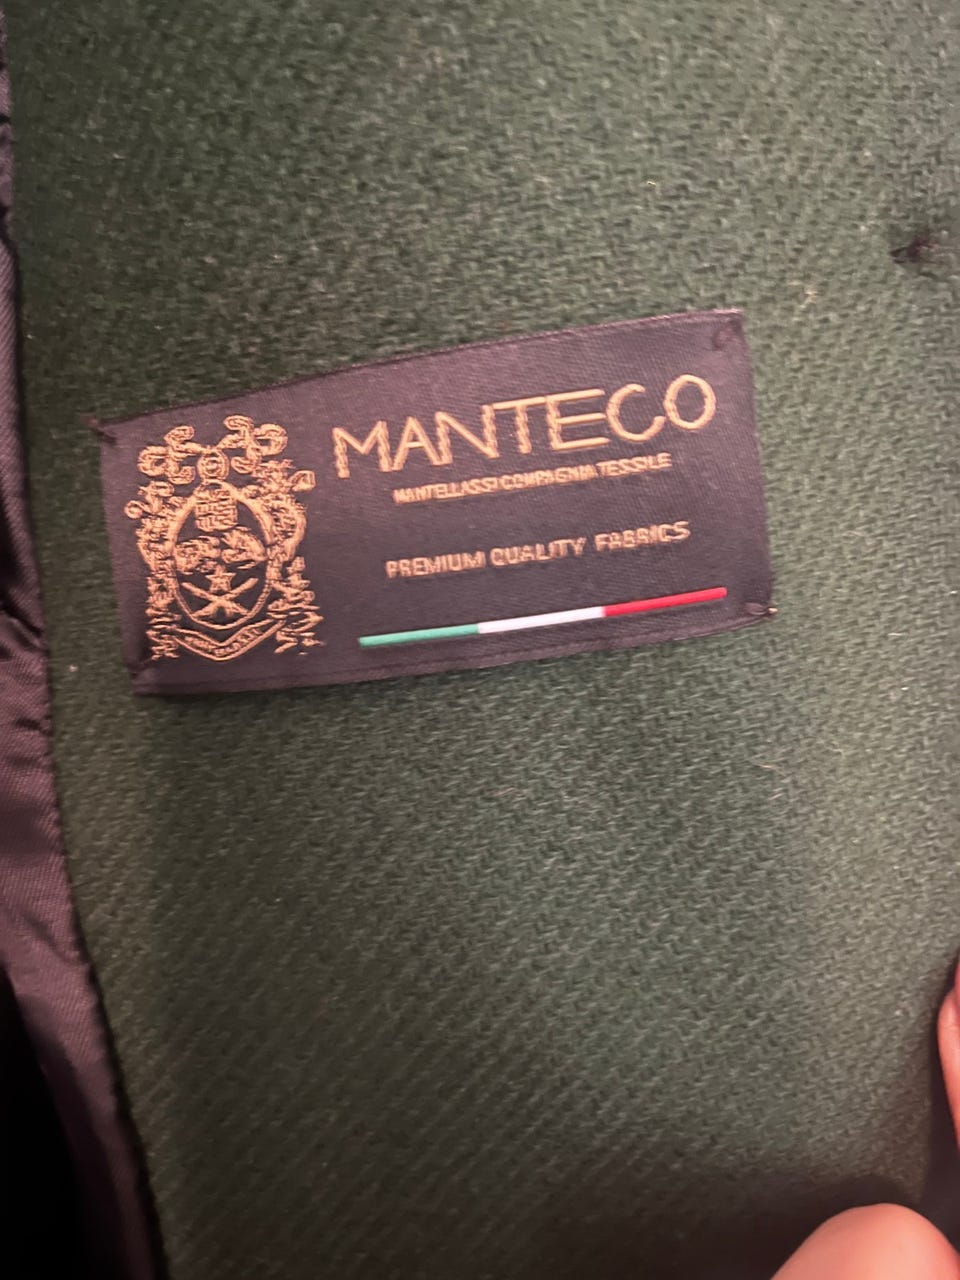 MANTECO
MANTELLASSI COMPAGNIA TESSILE
PREMIUM QUALITY FABRICS